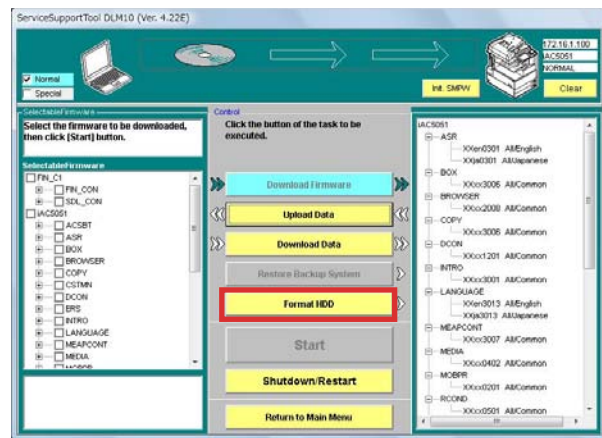 ServiceSupportTool DLM10 (Ver. 4.22E)
172.16.1.100
iAC5051
NORMAL
Normal
Special
Init. SMPW
Clear
SelectableFirmware
Select the firmware to be downloaded,
then click [Start] button.
SelectableFirmware
FIN_C1
FIN_CON
SDL_CON
iAC5051
ACSBT
ASR
BOX
BROWSER
COPY
CSTMN
DCON
ERS
INTRO
LANGUAGE
MEAPCONT
MEDIA
MOBPR
Control
Click the button of the task to be
executed.
Download Firmware
Upload Data
Download Data
Restore Backup System
Format HDD
Start
Shutdown/Restart
Return to Main Menu
iAC5051
ASR
XXen0301 All/English
XXja0301 All/Japanese
BOX
XXxx3006 All/Common
BROWSER
XXxx2000 All/Common
COPY
XXxx3006 All/Common
DCON
XXxx1201 All/Common
INTRO
XXxx3001 All/Common
LANGUAGE
XXen3013 All/English
XXja3013 All/Japanese
MEAPCONT
XXxx3007 All/Common
MEDIA
XXxx0402 All/Common
MOBPR
XXxx0201 All/Common
RCOND
XXxx0501 All/Common